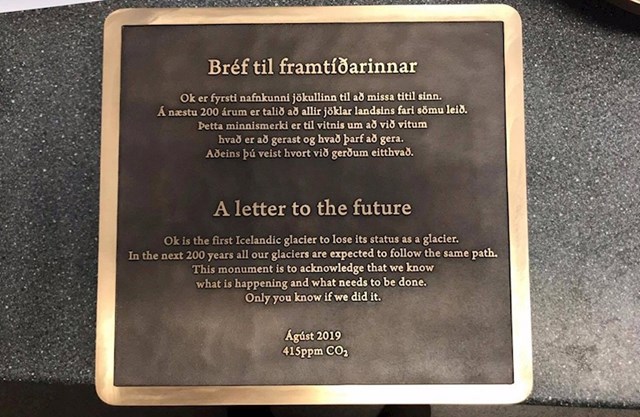 Bréf til framtíðarinnar
Ok er fyrsti nafnkunni jökullinn til að missa titil sinn.
Á næstu 200 árum er talið að allir jöklar landsins fari sömu leið.
Þetta minnismerki er til vitnis um að við vitum
hvað er að gerast og hvað þarf að gera.
Aðeins þú veist hvort við gerðum eitthvað.
A letter to the future
Ok is the first Icelandic glacier to lose its status as a glacier.
In the next 200 years all our glaciers are expected to follow the same path.
This monument is to acknowledge that we know
what is happening and what needs to be done.
Only you know if we did it.
Ágúst 2019
415ppm CO₂